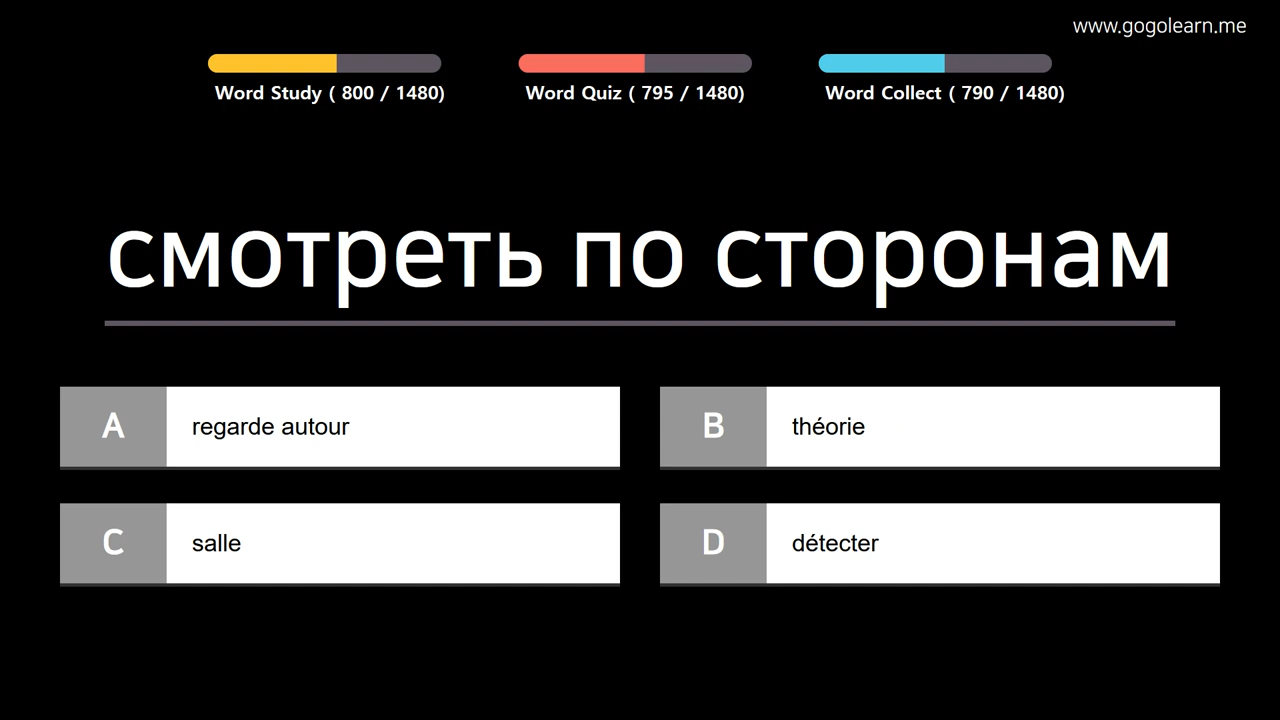 www.gogolearn.me
Word Study ( 800 / 1480)
Word Quiz ( 795 / 1480)
Word Collect ( 790 / 1480)
смотреть по сторонам
A regarde autour
B théorie
C salle
D détecter